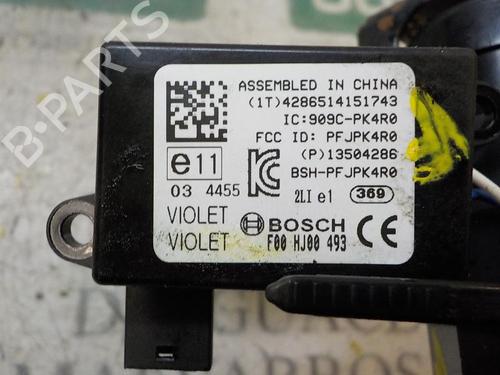 ASSEMBLED IN CHINA
(1T)4286514151743
IC:909C-PK4R0
FCC ID: PFJPK4R0
(P)13504286
BSH-PFJPK4R0
e11
03 4455
2LI e1 369
VIOLET
VIOLET
BOSCH
F00 HJ00 493
CE
B-PARTS